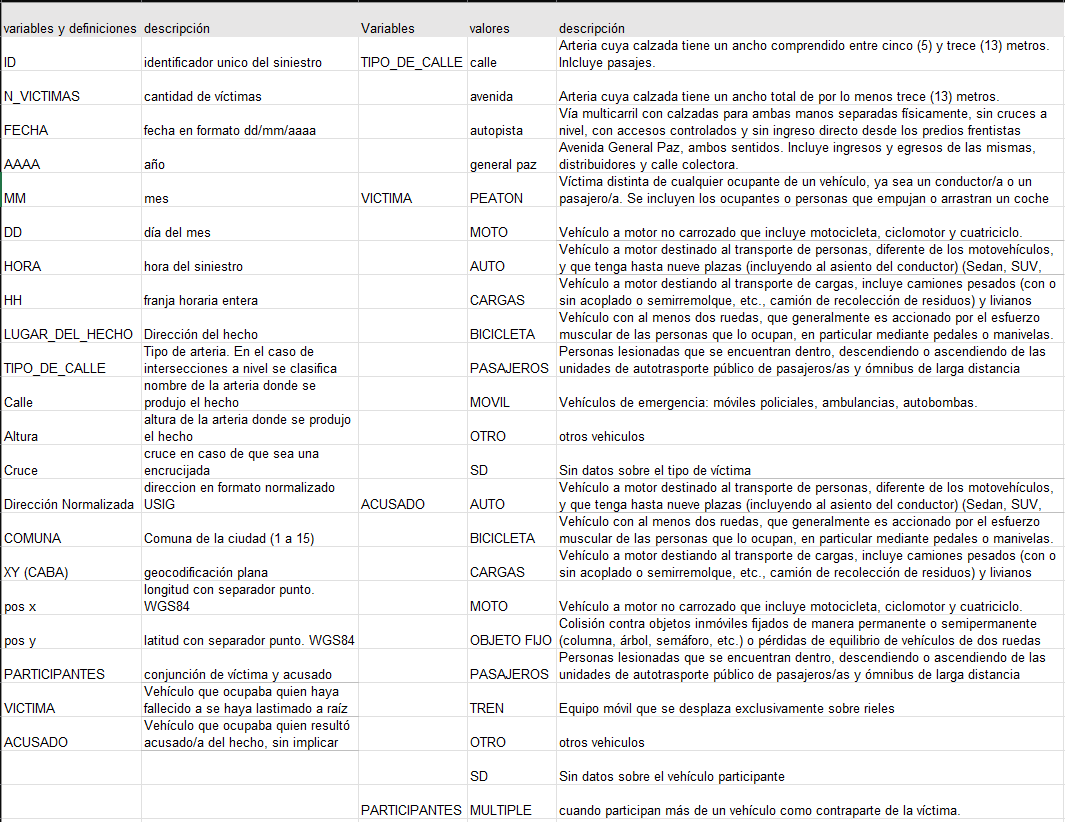 variables y definiciones descripción Variables valores descripción
Arteria cuya calzada tiene un ancho comprendido entre cinco (5) y trece (13) metros.
ID identificador unico del siniestro TIPO_DE_CALLE calle Inlcluye pasajes.
N_VICTIMAS cantidad de víctimas avenida Arteria cuya calzada tiene un ancho total de por lo menos trece (13) metros.
Vía multicarril con calzadas para ambas manos separadas físicamente, sin cruces a
FECHA fecha en formato dd/mm/aaaa autopista nivel, con accesos controlados y sin ingreso directo desde los predios frentistas
Avenida General Paz, ambos sentidos. Incluye ingresos y egresos de las mismas,
AAAA año general paz distribuidores y calle colectora.
Víctima distinta de cualquier ocupante de un vehículo, ya sea un conductor/a o un
MM mes VICTIMA PEATON pasajero/a. Se incluyen los ocupantes o personas que empujan o arrastran un coche
DD día del mes MOTO Vehículo a motor no carrozado que incluye motocicleta, ciclomotor y cuatriciclo.
Vehículo a motor destinado al transporte de personas, diferente de los motovehículos,
HORA hora del siniestro AUTO y que tenga hasta nueve plazas (incluyendo al asiento del conductor) (Sedan, SUV,
Vehículo a motor destiando al transporte de cargas, incluye camiones pesados (con o
HH franja horaria entera CARGAS sin acoplado o semirremolque, etc., camión de recolección de residuos) y livianos
Vehículo con al menos dos ruedas, que generalmente es accionado por el esfuerzo
LUGAR_DEL_HECHO Dirección del hecho BICICLETA muscular de las personas que lo ocupan, en particular mediante pedales o manivelas.
Tipo de arteria. En el caso de Personas lesionadas que se encuentran dentro, descendiendo o ascendiendo de las
TIPO_DE_CALLE intersecciones a nivel se clasifica PASAJEROS unidades de autotrasporte público de pasajeros/as y ómnibus de larga distancia
nombre de la arteria donde se
Calle produjo el hecho MOVIL Vehículos de emergencia: móviles policiales, ambulancias, autobombas.
altura de la arteria donde se produjo
Altura el hecho OTRO otros vehiculos
cruce en caso de que sea una
Cruce encrucijada SD Sin datos sobre el tipo de víctima
direccion en formato normalizado Vehículo a motor destinado al transporte de personas, diferente de los motovehículos,
Dirección Normalizada USIG ACUSADO AUTO y que tenga hasta nueve plazas (incluyendo al asiento del conductor) (Sedan, SUV,
Vehículo con al menos dos ruedas, que generalmente es accionado por el esfuerzo
COMUNA Comuna de la ciudad (1 a 15) BICICLETA muscular de las personas que lo ocupan, en particular mediante pedales o manivelas.
Vehículo a motor destiando al transporte de cargas, incluye camiones pesados (con o
XY (CABA) geocodificación plana CARGAS sin acoplado o semirremolque, etc., camión de recolección de residuos) y livianos
longitud con separador punto.
pos x WGS84 MOTO Vehículo a motor no carrozado que incluye motocicleta, ciclomotor y cuatriciclo.
Colisión contra objetos inmóviles fijados de manera permanente o semipermanente
pos y latitud con separador punto. WGS84 OBJETO FIJO (columna, árbol, semáforo, etc.) o pérdidas de equilibrio de vehículos de dos ruedas
Personas lesionadas que se encuentran dentro, descendiendo o ascendiendo de las
PARTICIPANTES conjunción de víctima y acusado PASAJEROS unidades de autotrasporte público de pasajeros/as y ómnibus de larga distancia
Vehículo que ocupaba quien haya
VICTIMA fallecido a se haya lastimado a raíz TREN Equipo móvil que se desplaza exclusivamente sobre rieles
Vehículo que ocupaba quien resultó
ACUSADO acusado/a del hecho, sin implicar OTRO otros vehiculos
SD Sin datos sobre el vehículo participante
PARTICIPANTES MULTIPLE cuando participan más de un vehículo como contraparte de la víctima.